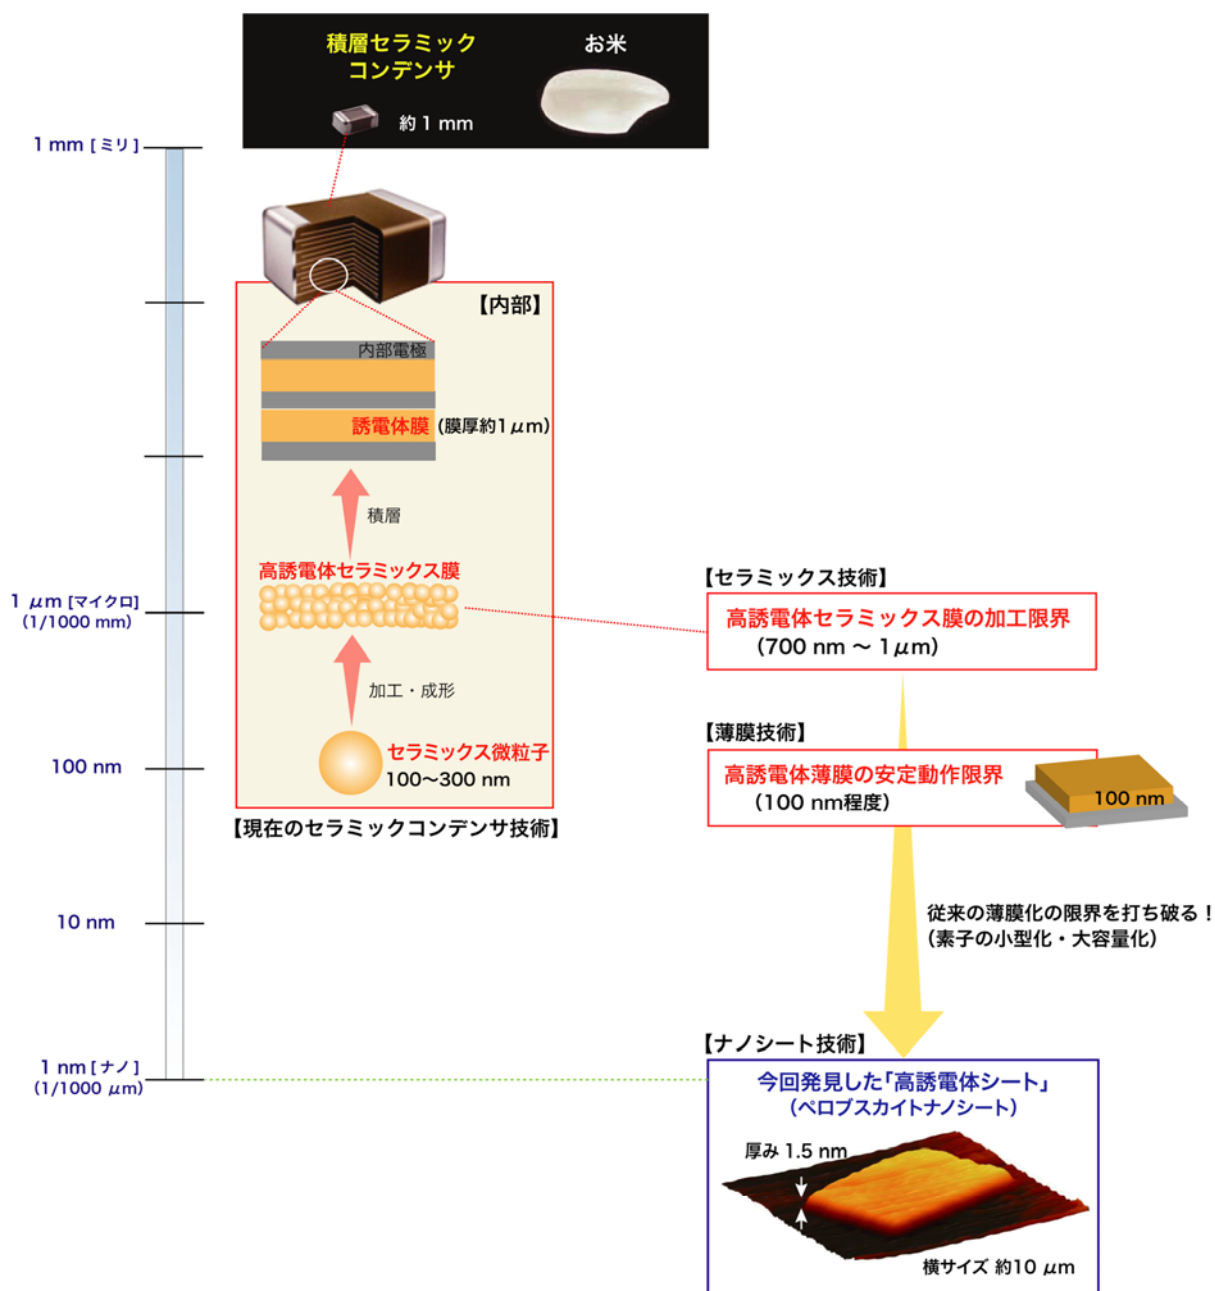 積層セラミック
コンデンサ
お米
約 1 mm
1 mm [ ミリ ]
【内部】
内部電極
誘電体膜 (膜厚約1 μm)
積層
高誘電体セラミックス膜
1 μm [マイクロ]
(1/1000 mm)
加工・成形
セラミックス微粒子
100〜300 nm
100 nm
【現在のセラミックコンデンサ技術】
10 nm
1 nm [ ナノ ]
(1/1000 μm)
【セラミックス技術】
高誘電体セラミックス膜の加工限界
（700 nm 〜 1μm）
【薄膜技術】
高誘電体薄膜の安定動作限界
（100 nm程度）
100 nm
従来の薄膜化の限界を打ち破る！
（素子の小型化・大容量化）
【ナノシート技術】
今回発見した「高誘電体シート」
（ペロブスカイトナノシート）
厚み 1.5 nm
横サイズ 約10 μm